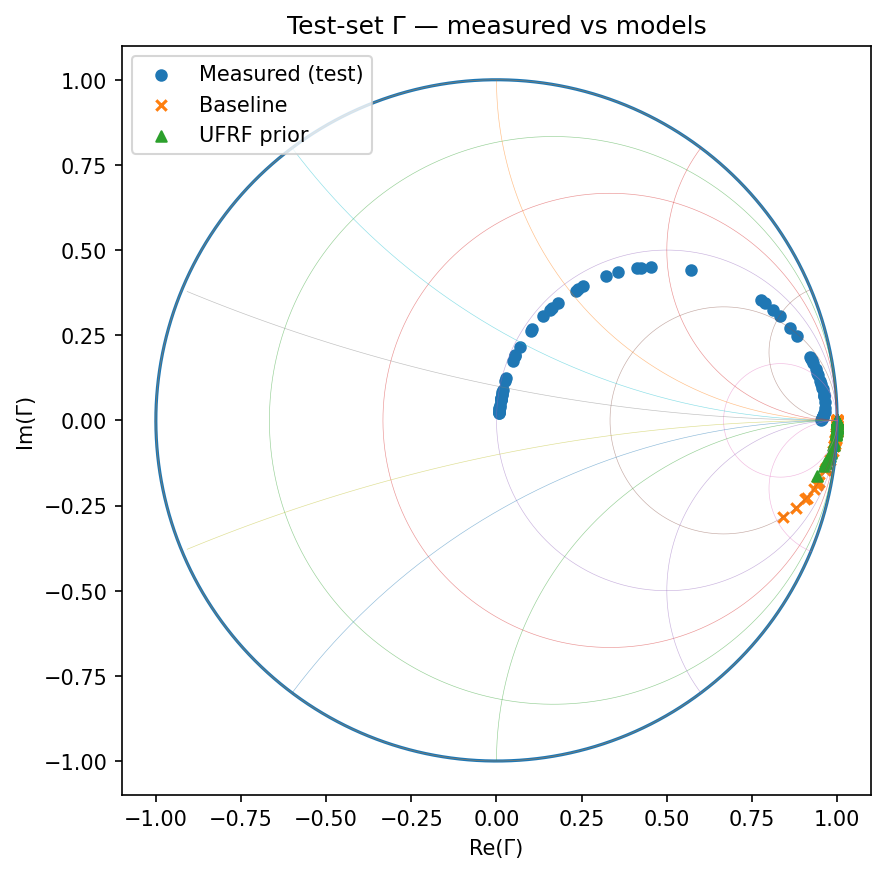 Test-set Γ — measured vs models
Measured (test)
Baseline
UFRF prior
1.00
0.75
0.50
0.25
0.00
−0.25
−0.50
−0.75
−1.00
Im(Γ)
−1.00 −0.75 −0.50 −0.25 0.00 0.25 0.50 0.75 1.00
Re(Γ)